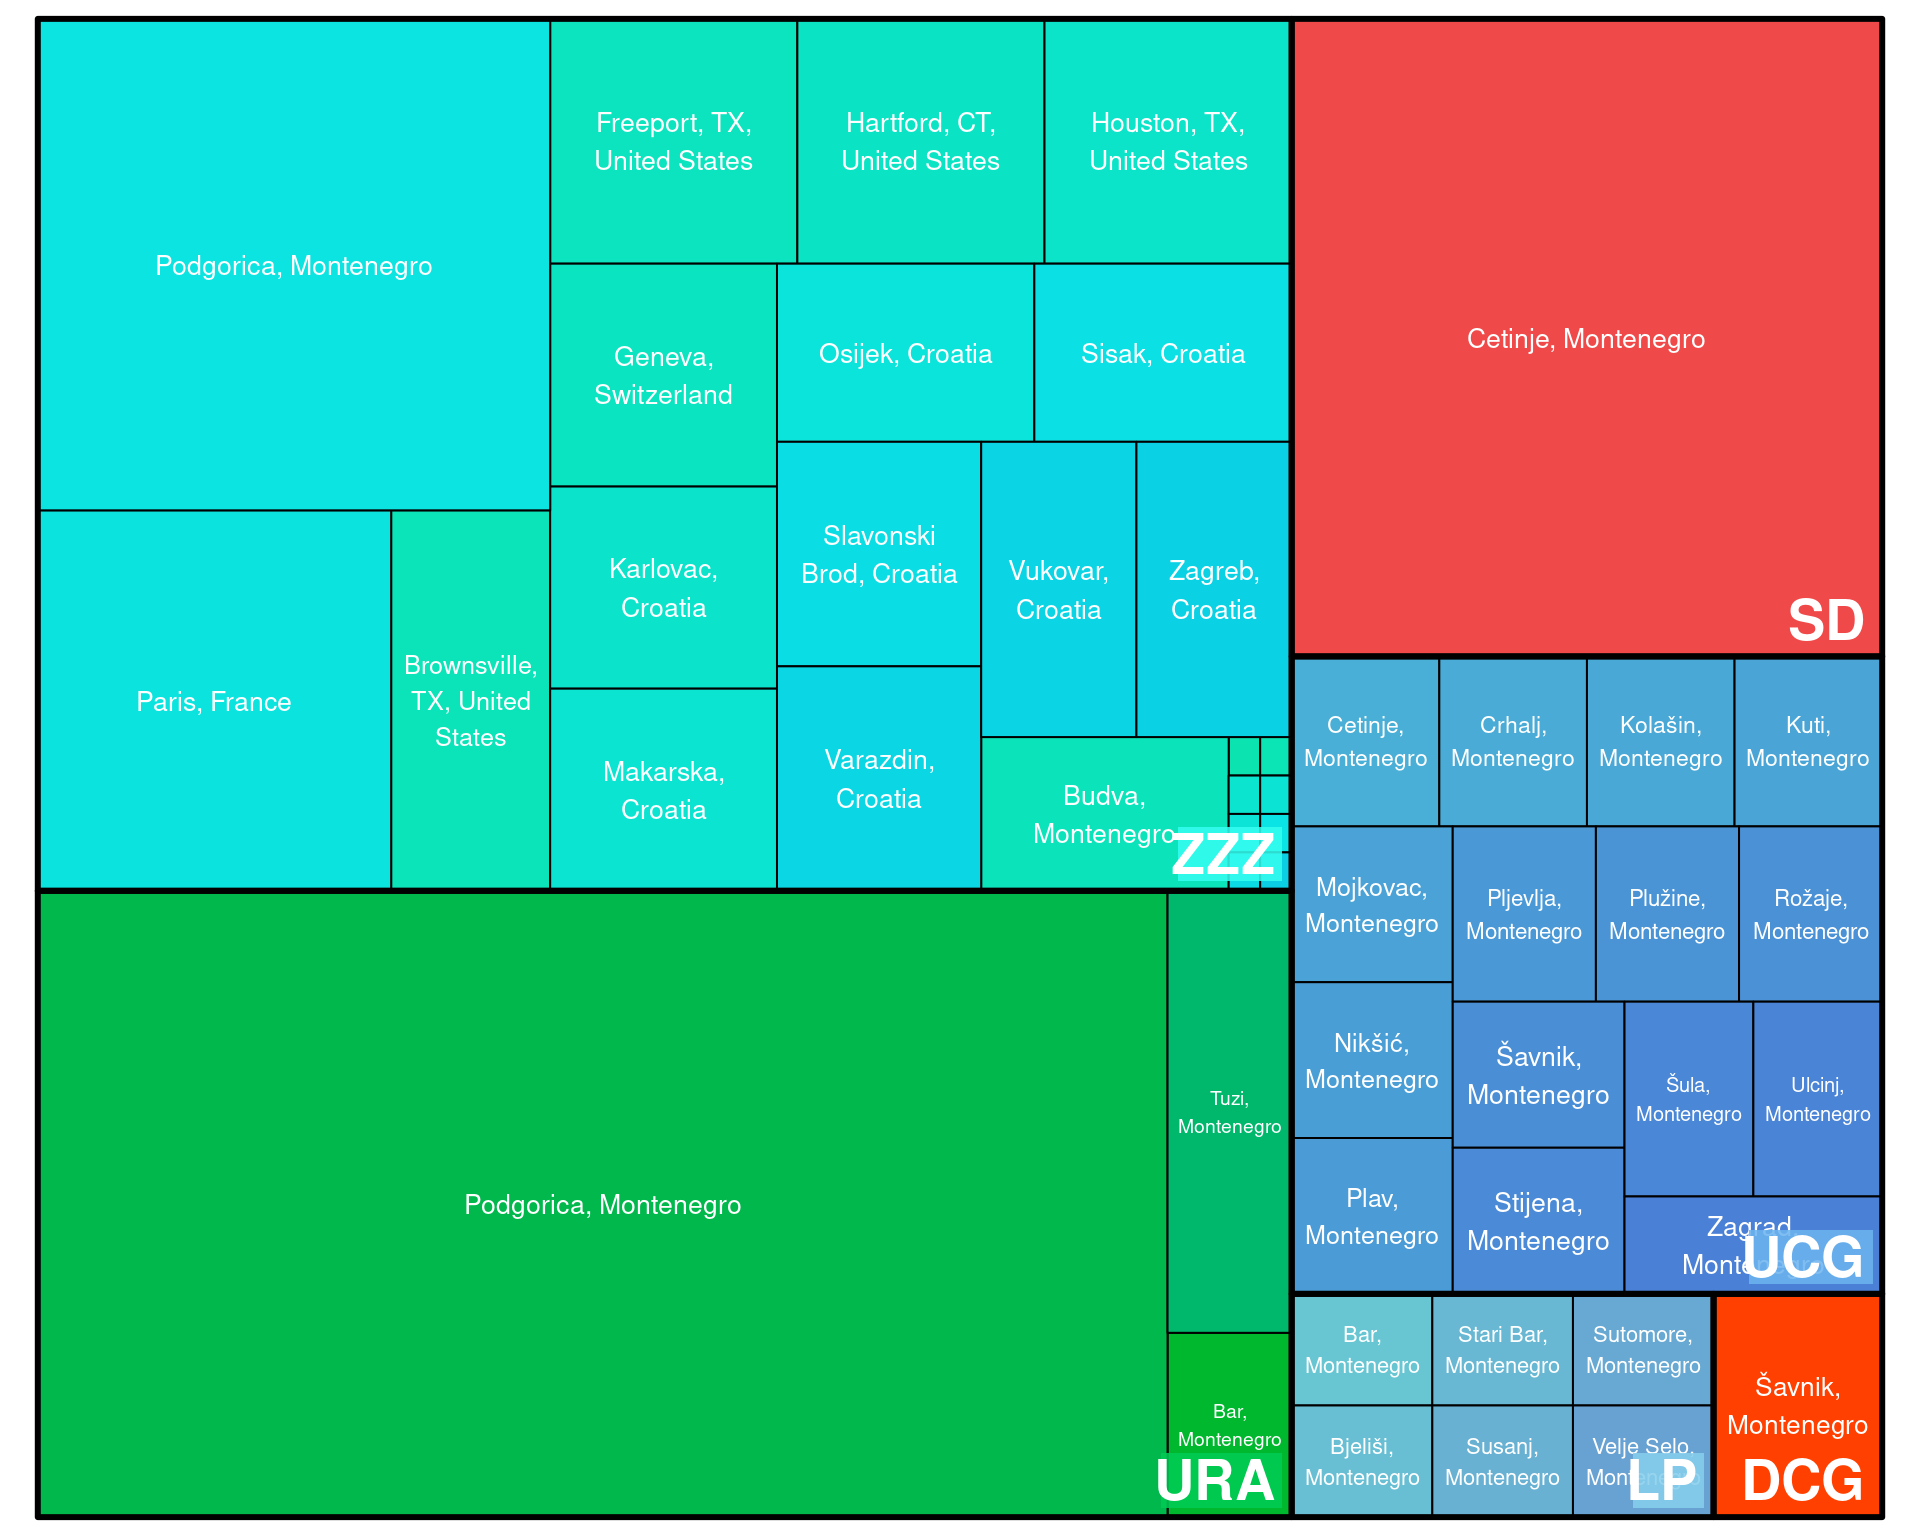 Podgorica, Montenegro
Freeport, TX,
United States
Hartford, CT,
United States
Houston, TX,
United States
Geneva,
Switzerland
Osijek, Croatia
Sisak, Croatia
Paris, France
Brownsville,
TX, United
States
Karlovac,
Croatia
Makarska,
Croatia
Slavonski
Brod, Croatia
Varazdin,
Croatia
Vukovar,
Croatia
Zagreb,
Croatia
Budva,
Montenegro
ZZZ
Podgorica, Montenegro
Tuzi,
Montenegro
Bar,
Montenegro
URA
Cetinje, Montenegro
SD
Cetinje,
Montenegro
Crhalj,
Montenegro
Kolašin,
Montenegro
Kuti,
Montenegro
Mojkovac,
Montenegro
Pljevlja,
Montenegro
Plužine,
Montenegro
Rožaje,
Montenegro
Nikšić,
Montenegro
Šavnik,
Montenegro
Šula,
Montenegro
Ulcinj,
Montenegro
Plav,
Montenegro
Stijena,
Montenegro
Zagrad,
Montenegro
UCG
Bar,
Montenegro
Stari Bar,
Montenegro
Sutomore,
Montenegro
Bjeliši,
Montenegro
Susanj,
Montenegro
Velje Selo,
Montenegro
LP
Šavnik,
Montenegro
DCG